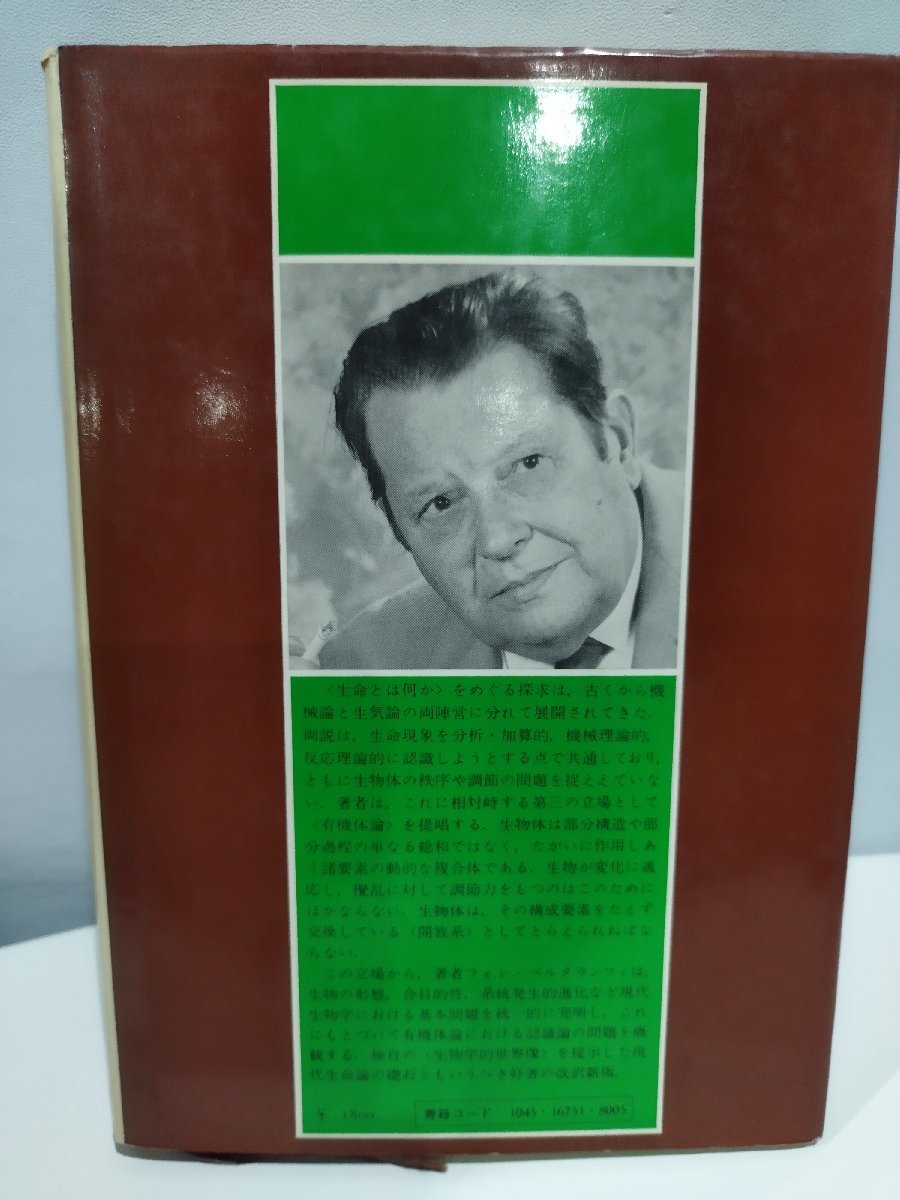 〈生命とは何か〉をめぐる探求は，古くから機
械論と生気論の両陣営に分れて展開されてきた．
両説は，生命現象を分析・加算的，機械理論的，
反応理論的に認識しようとする点で共通しており，
ともに生物体の秩序や調節の問題を捉ええていな
い．著者は，これに相対峙する第三の立場として
〈有機体論〉を提唱する．生物体は部分構造や部
分過程の単なる総和ではなく，たがいに作用しあ
う諸要素の動的な複合体である．生物が変化に適
応し，擾乱に対して調節力をもつのはこのために
ほかならない．生物体は，その構成要素をたえず
交換している〈開放系〉としてとらえられねばな
らない．
この立場から，著者フォン・ベルタランフィは，
生物の形態，合目的性，系統発生的進化など現代
生物学における基本問題を統一的に究明し，これ
にもとづいて有機体論における認識論の問題を概
観する．独自の〈生物学的世界像〉を提示した現
代生命論の礎石ともいうべき好著の改訳新版．
¥ 1800 書籍コード 3045・16751・8005